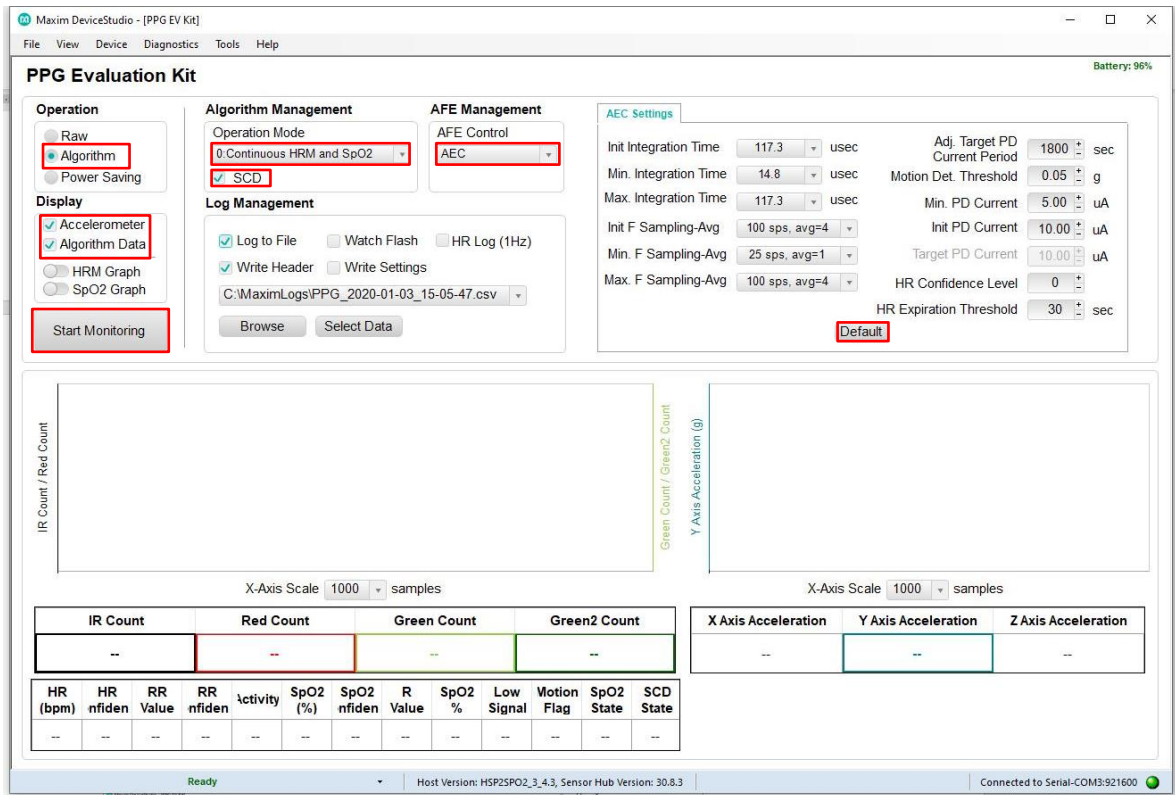 Maxim DeviceStudio - [PPG EV Kit]
File View Device Diagnostics Tools Help
PPG Evaluation Kit
Battery: 96%
Operation
Raw
Algorithm
Power Saving
Display
Accelerometer
Algorithm Data
HRM Graph
SpO2 Graph
Start Monitoring
Algorithm Management
Operation Mode
0:Continuous HRM and SpO2
SCD
AFE Management
AFE Control
AEC
Log Management
Log to File Watch Flash HR Log (1Hz)
Write Header Write Settings
C:\MaximLogs\PPG_2020-01-03_15-05-47.csv
Browse Select Data
AEC Settings
Init Integration Time 117.3 usec
Min. Integration Time 14.8 usec
Max. Integration Time 117.3 usec
Init F Sampling-Avg 100 sps, avg=4
Min. F Sampling-Avg 25 sps, avg=1
Max. F Sampling-Avg 100 sps, avg=4
Adj. Target PD
Current Period 1800 sec
Motion Det. Threshold 0.05 g
Min. PD Current 5.00 uA
Init PD Current 10.00 uA
Target PD Current 10.00 uA
HR Confidence Level 0
HR Expiration Threshold 30 sec
Default
IR Count / Red Count
Green Count / Green2 Count
X-Axis Scale 1000 samples
Y Axis Acceleration (g)
X-Axis Scale 1000 samples
IR Count Red Count Green Count Green2 Count
-- -- -- --
X Axis Acceleration Y Axis Acceleration Z Axis Acceleration
-- -- --
HR HR RR RR Activity SpO2 SpO2 R SpO2 Low Motion SpO2 SCD
(bpm) nfiden Value nfiden (%) nfiden Value % Signal Flag State State
-- -- -- -- -- -- -- -- -- -- -- -- --
Ready
Host Version: HSP2SPO2_3_4.3, Sensor Hub Version: 30.8.3
Connected to Serial-COM3:921600